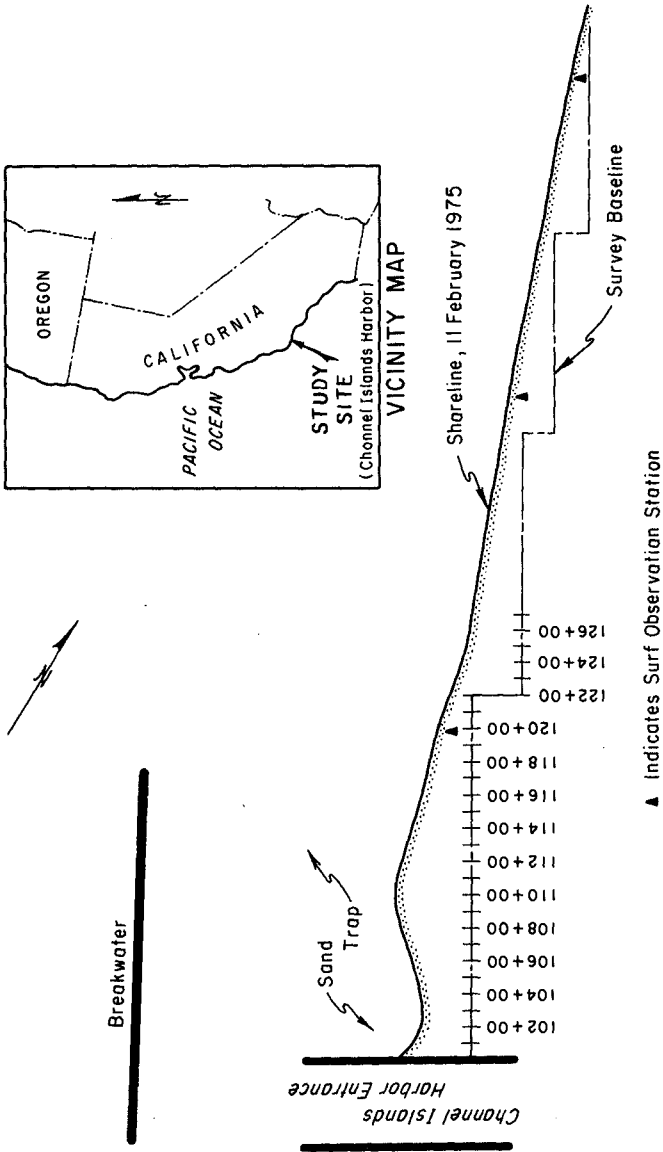 OREGON
CALIFORNIA
PACIFIC
OCEAN
N
STUDY
SITE
(Channel Islands Harbor)
VICINITY MAP
N
Breakwater
Sand
Trap
Shareline, 11 February 1975
Survey Baseline
Channel Islands
Harbor Entrance
102+00
104+00
106+00
108+00
110+00
112+00
114+00
116+00
118+00
120+00
122+00
124+00
126+00
▲ Indicates Surf Observation Station